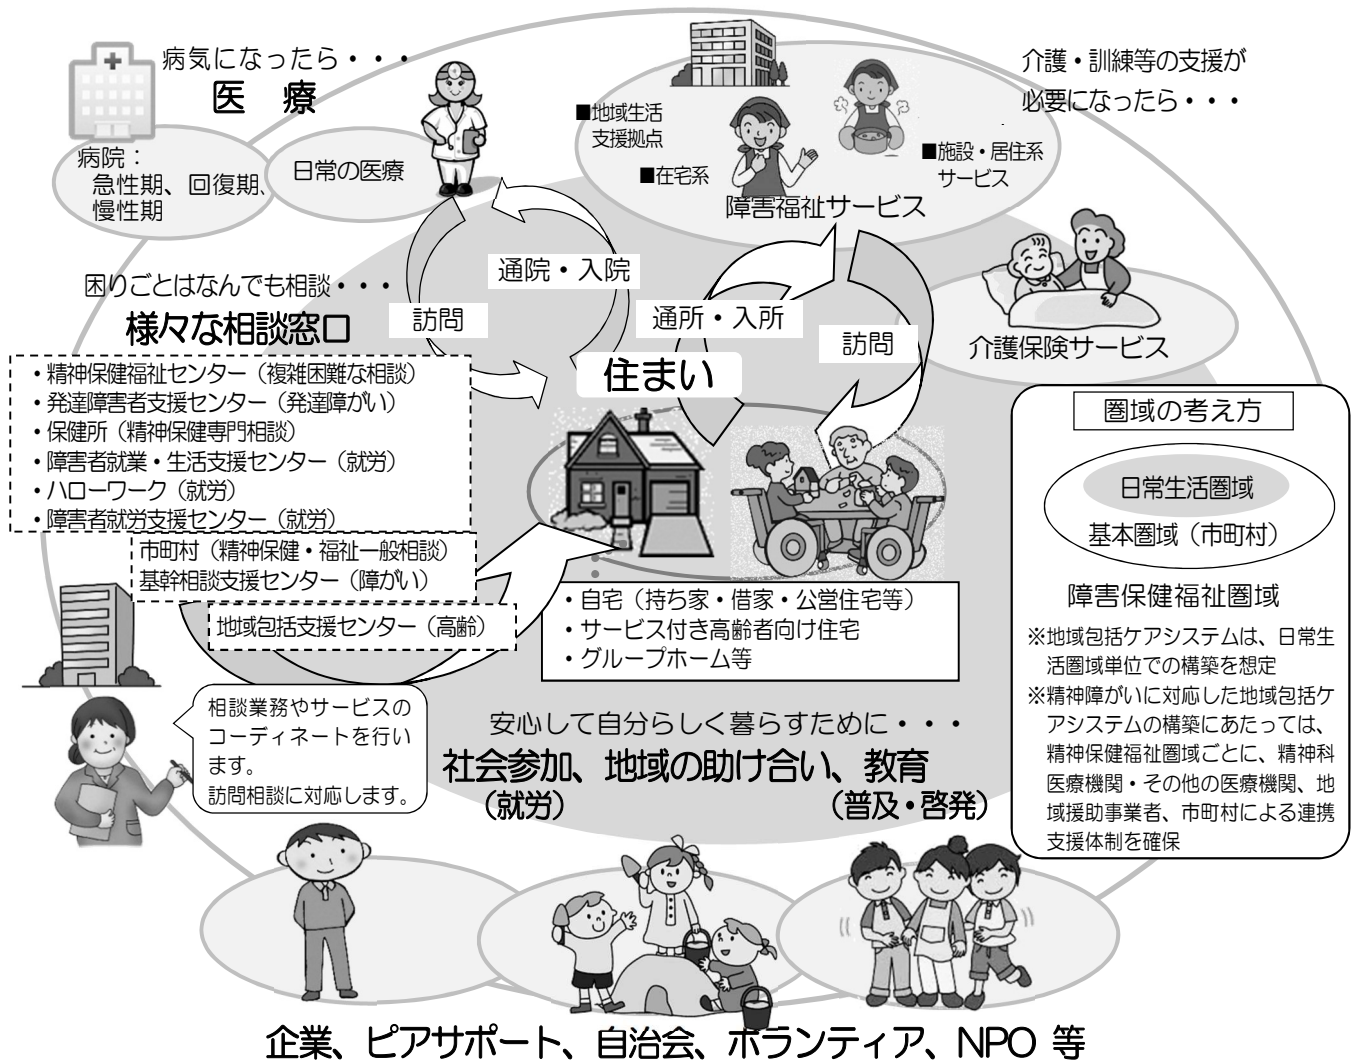 病気になったら・・・
医 療
病院：
急性期、回復期、
慢性期
日常の医療
介護・訓練等の支援が
必要になったら・・・
■地域生活
支援拠点
■在宅系
■施設・居住系
サービス
障害福祉サービス
介護保険サービス
通院・入院
訪問
通所・入所
訪問
住まい
困りごとはなんでも相談・・・
様々な相談窓口
・精神保健福祉センター（複雑困難な相談）
・発達障害者支援センター（発達障がい）
・保健所（精神保健専門相談）
・障害者就業・生活支援センター（就労）
・ハローワーク（就労）
・障害者就労支援センター（就労）
市町村（精神保健・福祉一般相談）
基幹相談支援センター（障がい）
地域包括支援センター（高齢）
・自宅（持ち家・借家・公営住宅等）
・サービス付き高齢者向け住宅
・グループホーム等
相談業務やサービスの
コーディネートを行い
ます。
訪問相談に対応します。
安心して自分らしく暮らすために・・・
社会参加、地域の助け合い、教育
（就労）
（普及・啓発）
企業、ピアサポート、自治会、ボランティア、NPO 等
圏域の考え方
日常生活圏域
基本圏域（市町村）
障害保健福祉圏域
※地域包括ケアシステムは、日常生
活圏域単位での構築を想定
※精神障がいに対応した地域包括ケ
アシステムの構築にあたっては、
精神保健福祉圏域ごとに、精神科
医療機関・その他の医療機関、地
域援助事業者、市町村による連携
支援体制を確保